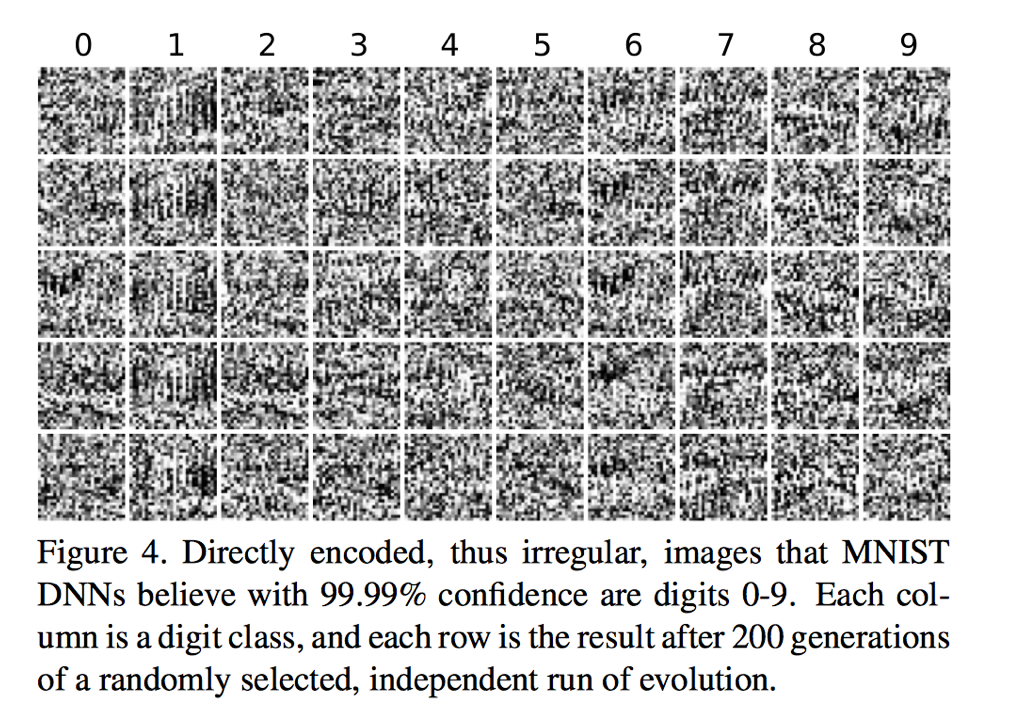 0 1 2 3 4 5 6 7 8 9
Figure 4. Directly encoded, thus irregular, images that MNIST
DNNs believe with 99.99% confidence are digits 0-9. Each col-
umn is a digit class, and each row is the result after 200 generations
of a randomly selected, independent run of evolution.